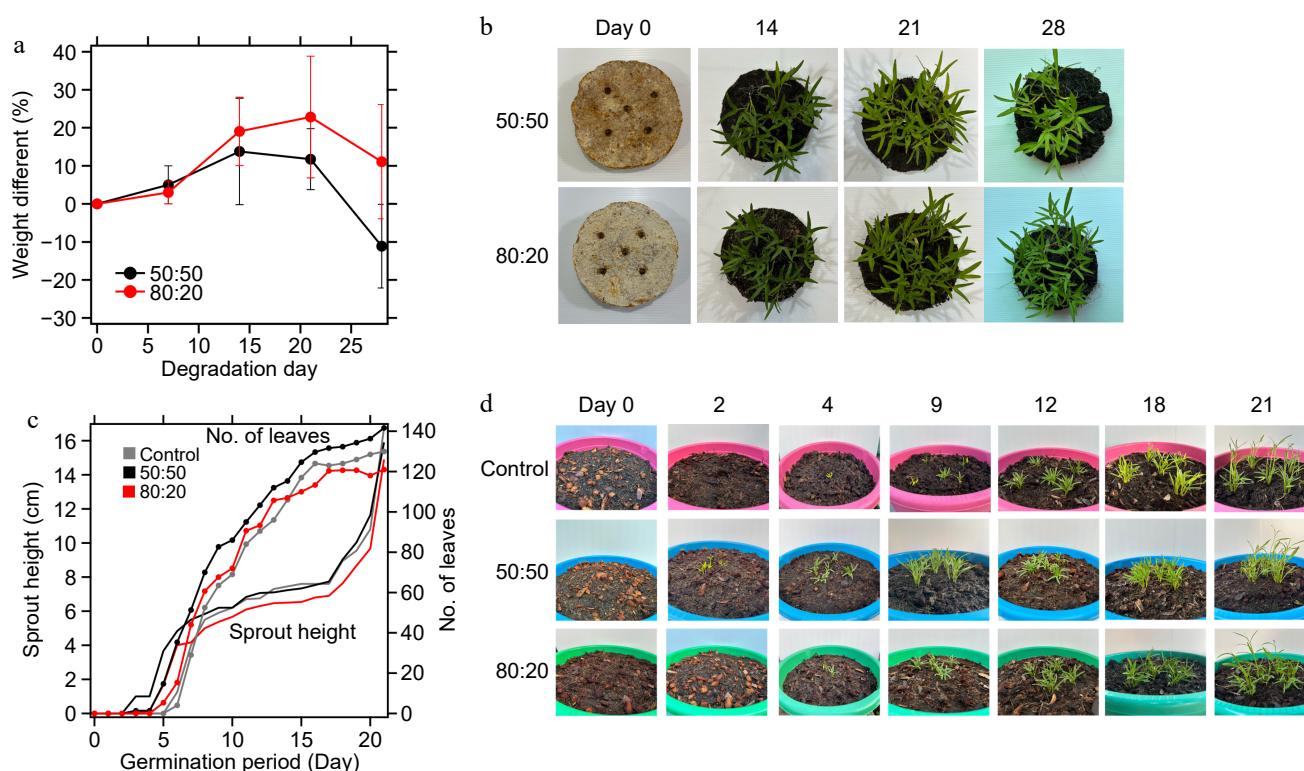 a
Weight different (%)
40
30
20
10
0
−10
−20
−30
50:50
80:20
0 5 10 15 20 25
Degradation day
b
Day 0 14 21 28
50:50
80:20
c
Sprout height (cm)
16
14
12
10
8
6
4
2
0
No. of leaves
Control
50:50
80:20
Sprout height
140
120
100
80
60
40
20
0
No. of leaves
0 5 10 15 20
Germination period (Day)
d
Day 0 2 4 9 12 18 21
Control
50:50
80:20